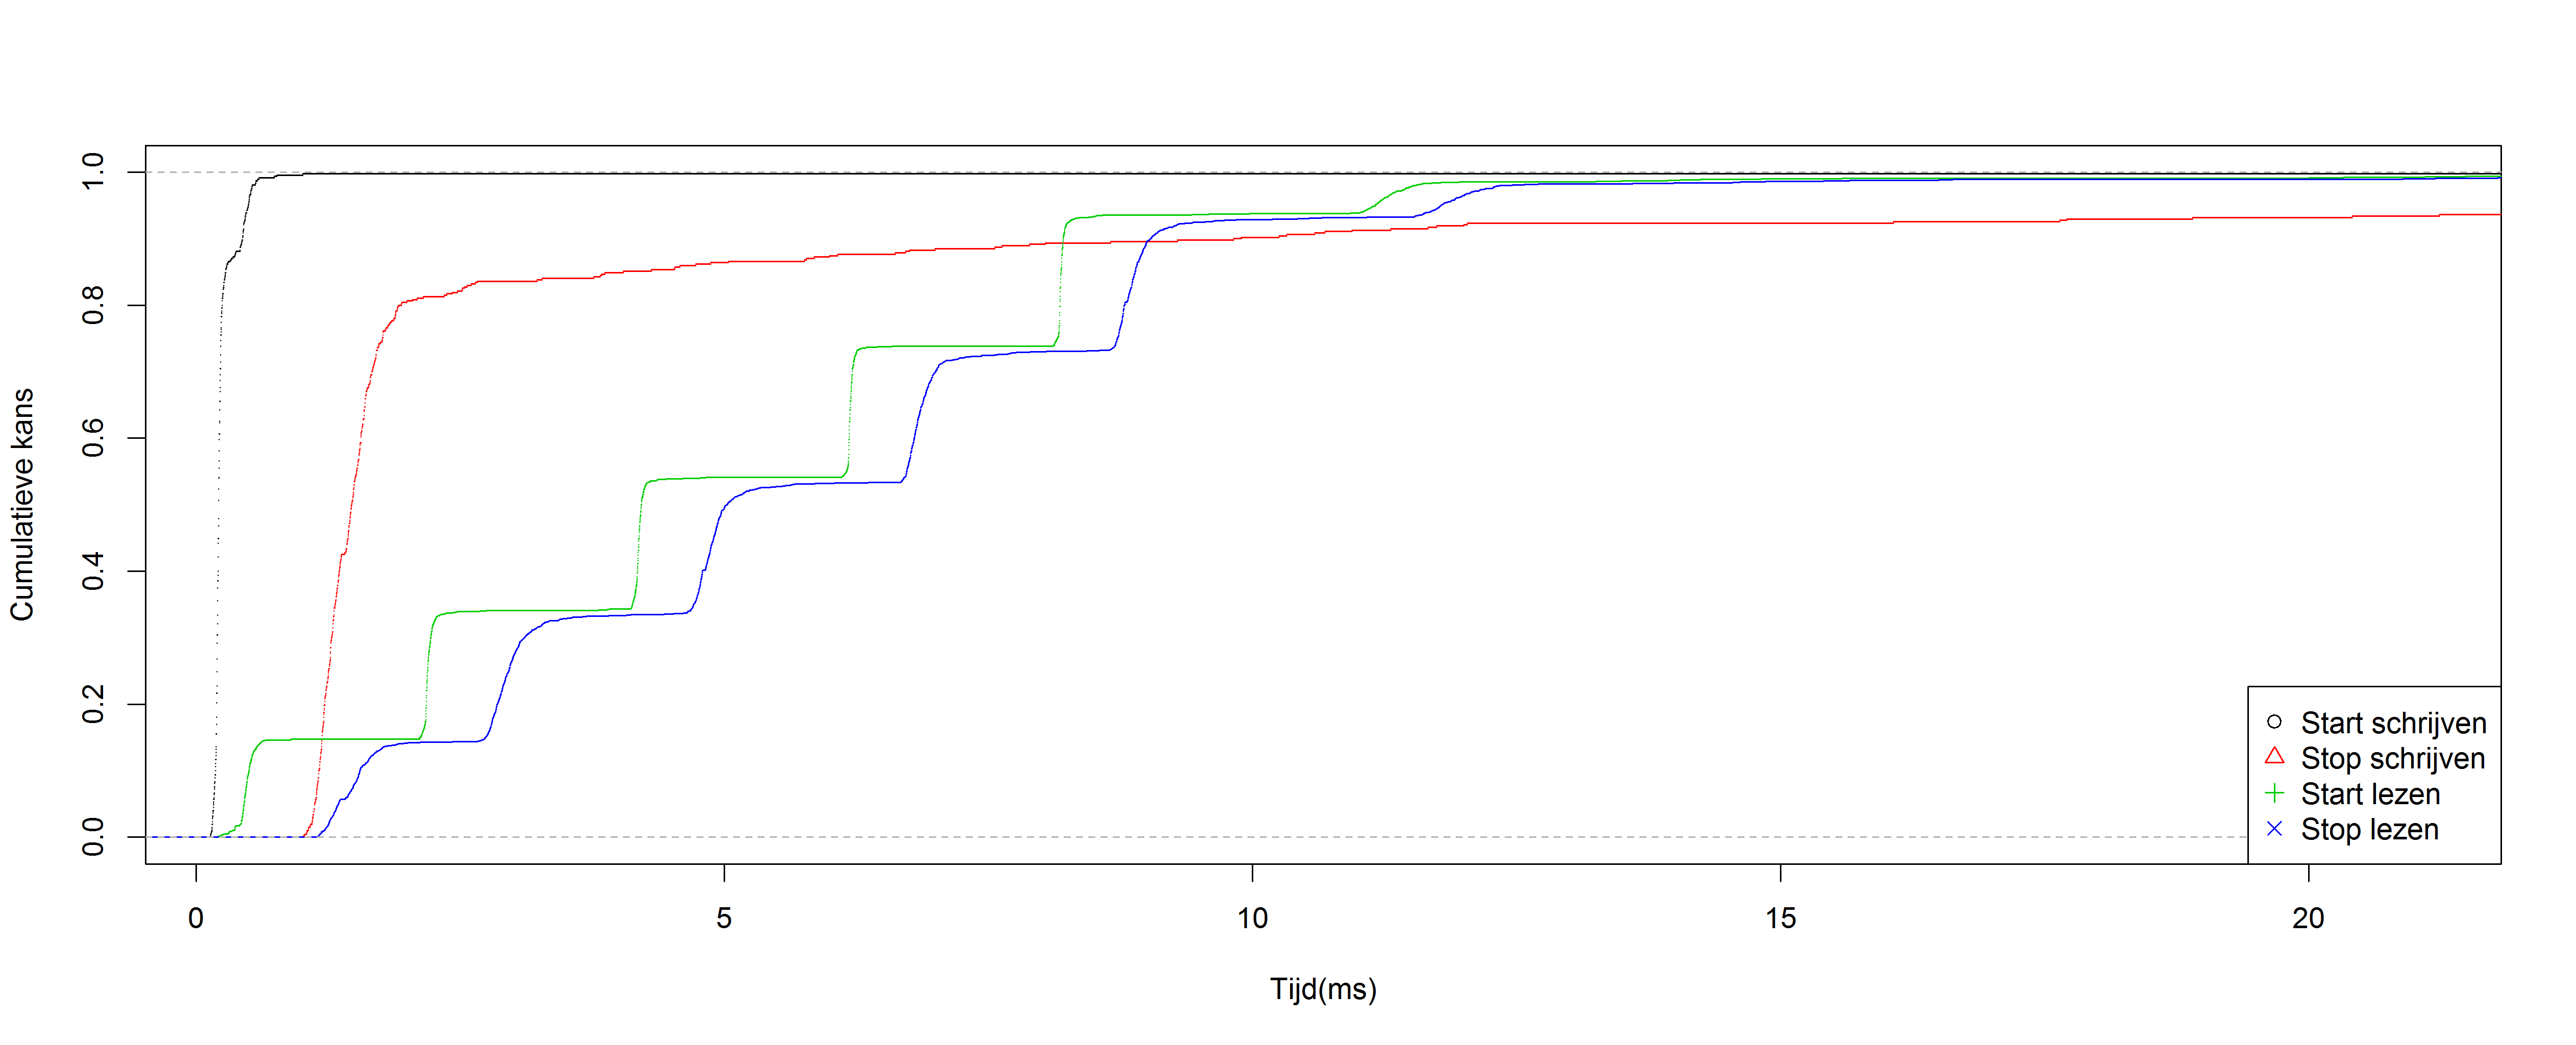 Cumulatieve kans
1.0
0.8
0.6
0.4
0.2
0.0
0 5 10 15 20
Tijd(ms)
Start schrijven
Stop schrijven
Start lezen
Stop lezen